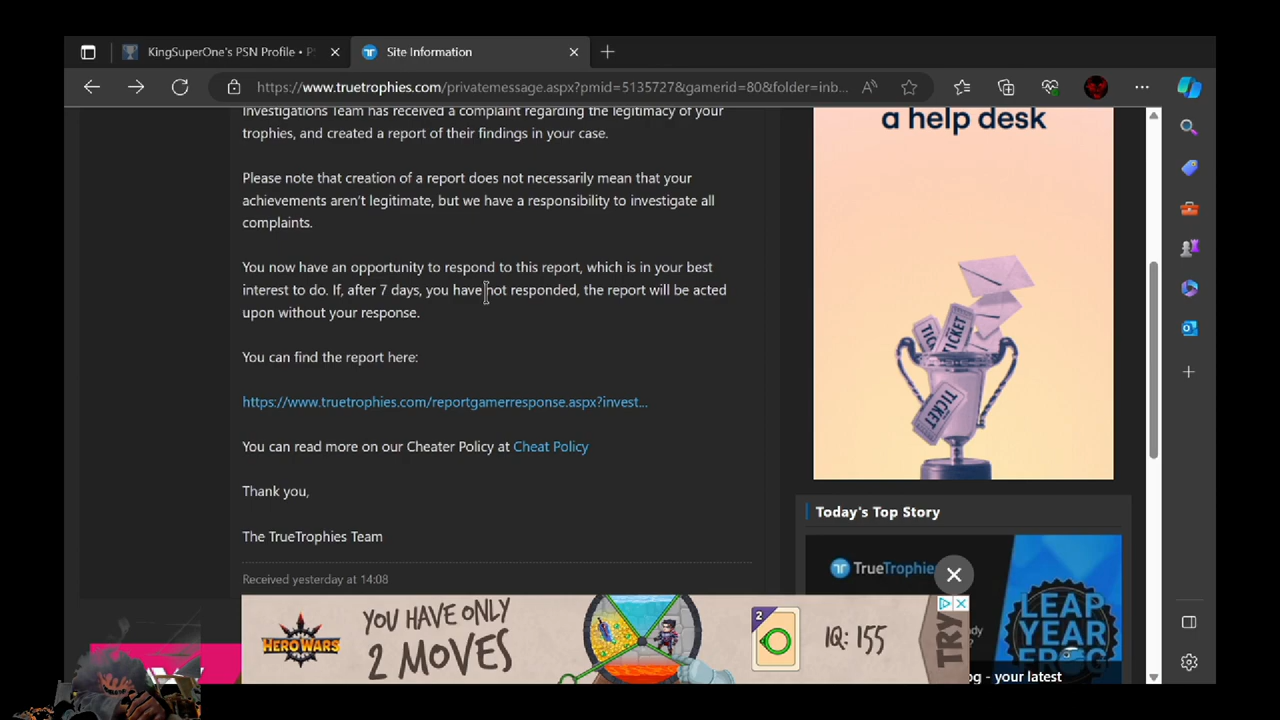 KingSuperOne's PSN Profile • P
Site Information
https://www.truetrophies.com/privatemessage.aspx?pmid=5135727&gamerid=80&folder=inb...
Investigations Team has received a complaint regarding the legitimacy of your
trophies, and created a report of their findings in your case.
Please note that creation of a report does not necessarily mean that your
achievements aren't legitimate, but we have a responsibility to investigate all
complaints.
You now have an opportunity to respond to this report, which is in your best
interest to do. If, after 7 days, you have not responded, the report will be acted
upon without your response.
You can find the report here:
https://www.truetrophies.com/reportgamerresponse.aspx?invest...
You can read more on our Cheater Policy at Cheat Policy
Thank you,
The TrueTrophies Team
Received yesterday at 14:08
a help desk
TICKET
TICKET
Today's Top Story
TrueTrophie
LEAP
YEAR
FROG
og - your latest
HERO WARS
YOU HAVE ONLY
2 MOVES
2
IQ: 155
TRY